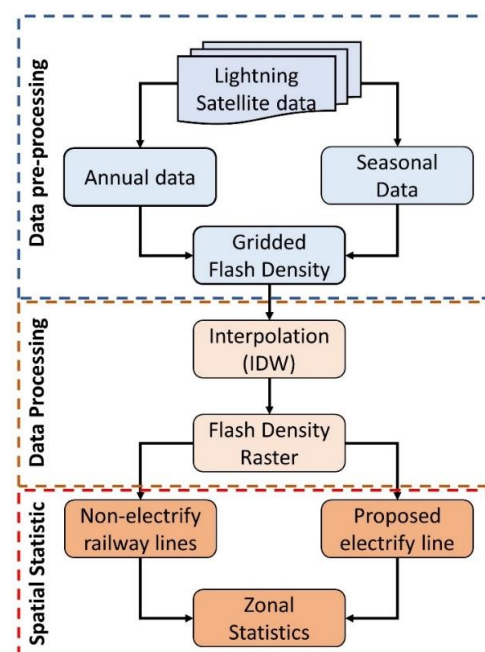 Data pre-processing
Lightning
Satellite data
Annual data
Seasonal
Data
Gridded
Flash Density
Data Processing
Interpolation
(IDW)
Flash Density
Raster
Spatial Statistic
Non-electrify
railway lines
Proposed
electrify line
Zonal
Statistics